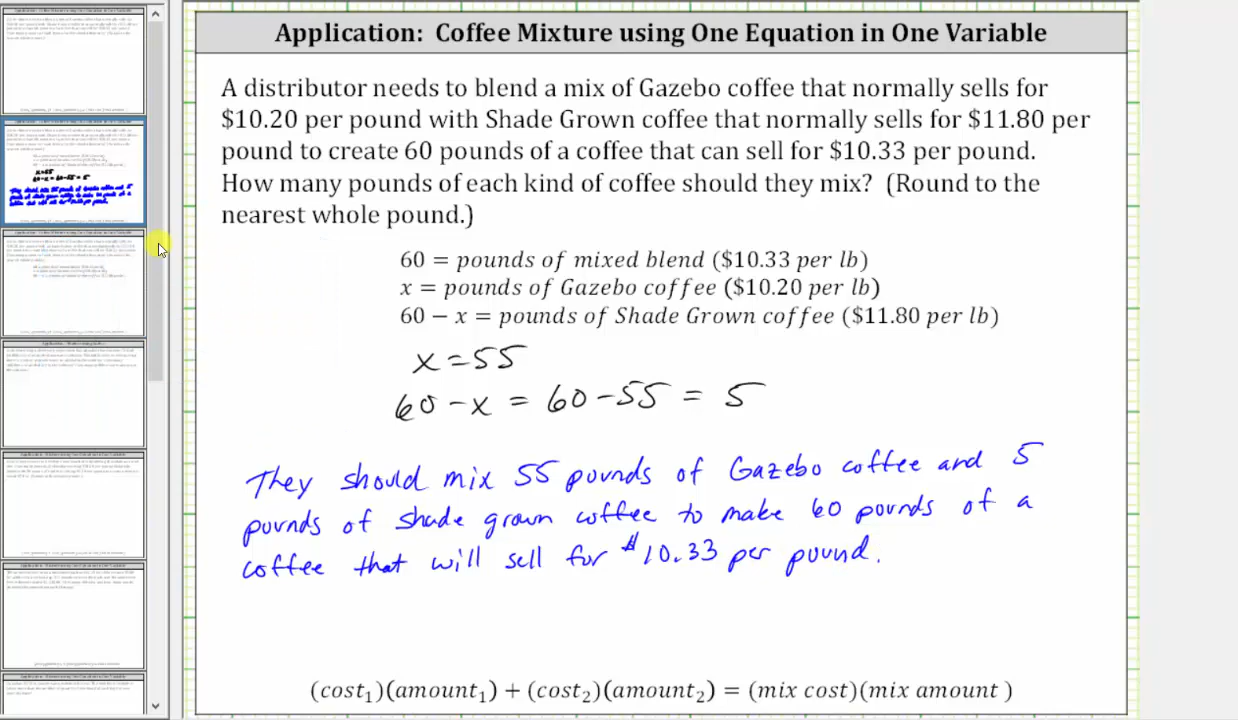 Application: Coffee Mixture using One Equation in One Variable
A distributor needs to blend a mix of Gazebo coffee that normally sells for
$10.20 per pound with Shade Grown coffee that normally sells for $11.80 per
pound to create 60 pounds of a coffee that can sell for $10.33 per pound.
How many pounds of each kind of coffee should they mix? (Round to the
nearest whole pound.)
60 = pounds of mixed blend ($10.33 per lb)
x = pounds of Gazebo coffee ($10.20 per lb)
60 − x = pounds of Shade Grown coffee ($11.80 per lb)
x = 55
60 - x = 60 - 55 = 5
They should mix 55 pounds of Gazebo coffee and 5
pounds of shade grown coffee to make 60 pounds of a
coffee that will sell for $10.33 per pound.
(cost₁)(amount₁) + (cost₂)(amount₂) = (mix cost)(mix amount )